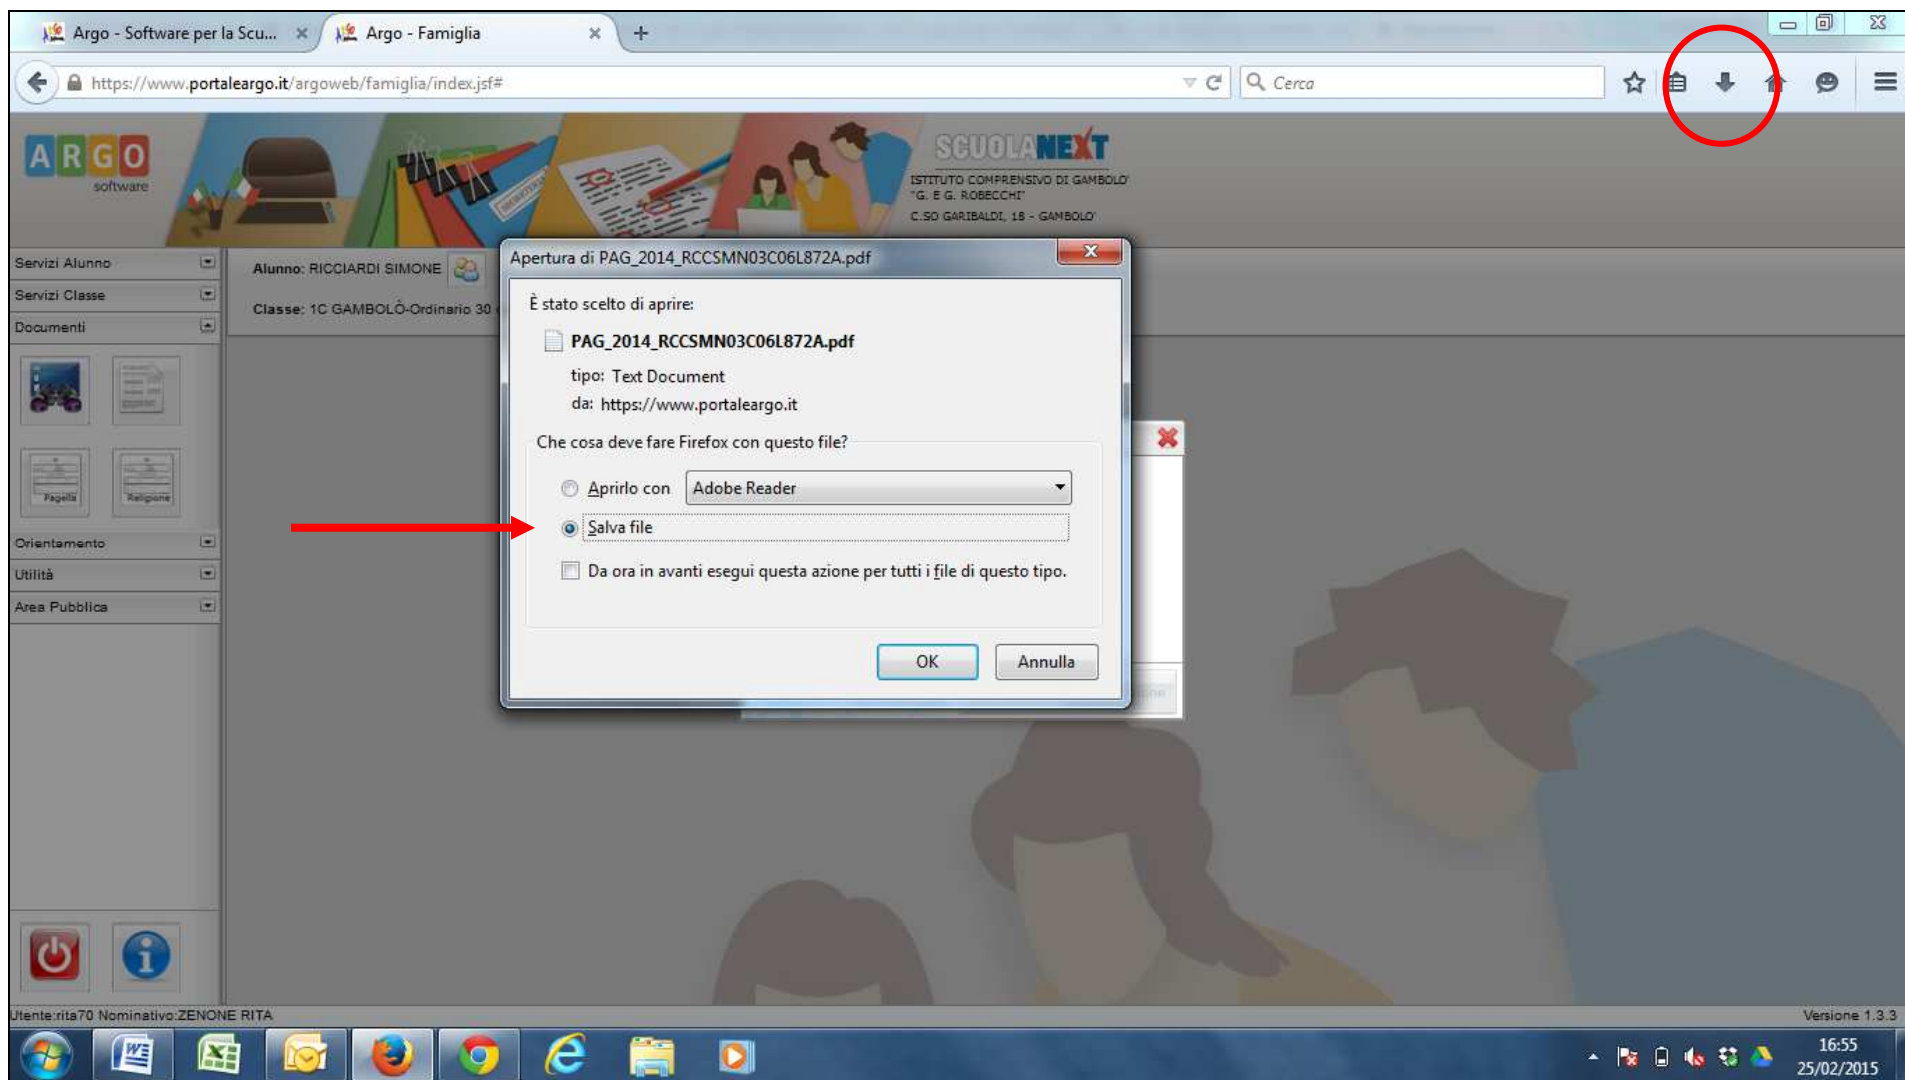 Argo - Software per la Scu...
Argo - Famiglia
https://www.portaleargo.it/argoweb/famiglia/index.jsf#
Cerca
ARGO
software
SCUOLANEXT
ISTITUTO COMPRENSIVO DI GAMBOLO'
"G. E G. ROBECCHI"
C.SO GARIBALDI, 18 - GAMBOLO'
Servizi Alunno
Servizi Classe
Documenti
Pagella
Religione
Orientamento
Utilità
Area Pubblica
Alunno: RICCIARDI SIMONE
Classe: 1C GAMBOLÒ-Ordinario 30
Apertura di PAG_2014_RCCSMN03C06L872A.pdf
È stato scelto di aprire:
PAG_2014_RCCSMN03C06L872A.pdf
tipo: Text Document
da: https://www.portaleargo.it
Che cosa deve fare Firefox con questo file?
Aprirlo con
Adobe Reader
Salva file
Da ora in avanti esegui questa azione per tutti i file di questo tipo.
OK
Annulla
Utente:rita70 Nominativo:ZENONE RITA
Versione 1.3.3
16:55
25/02/2015